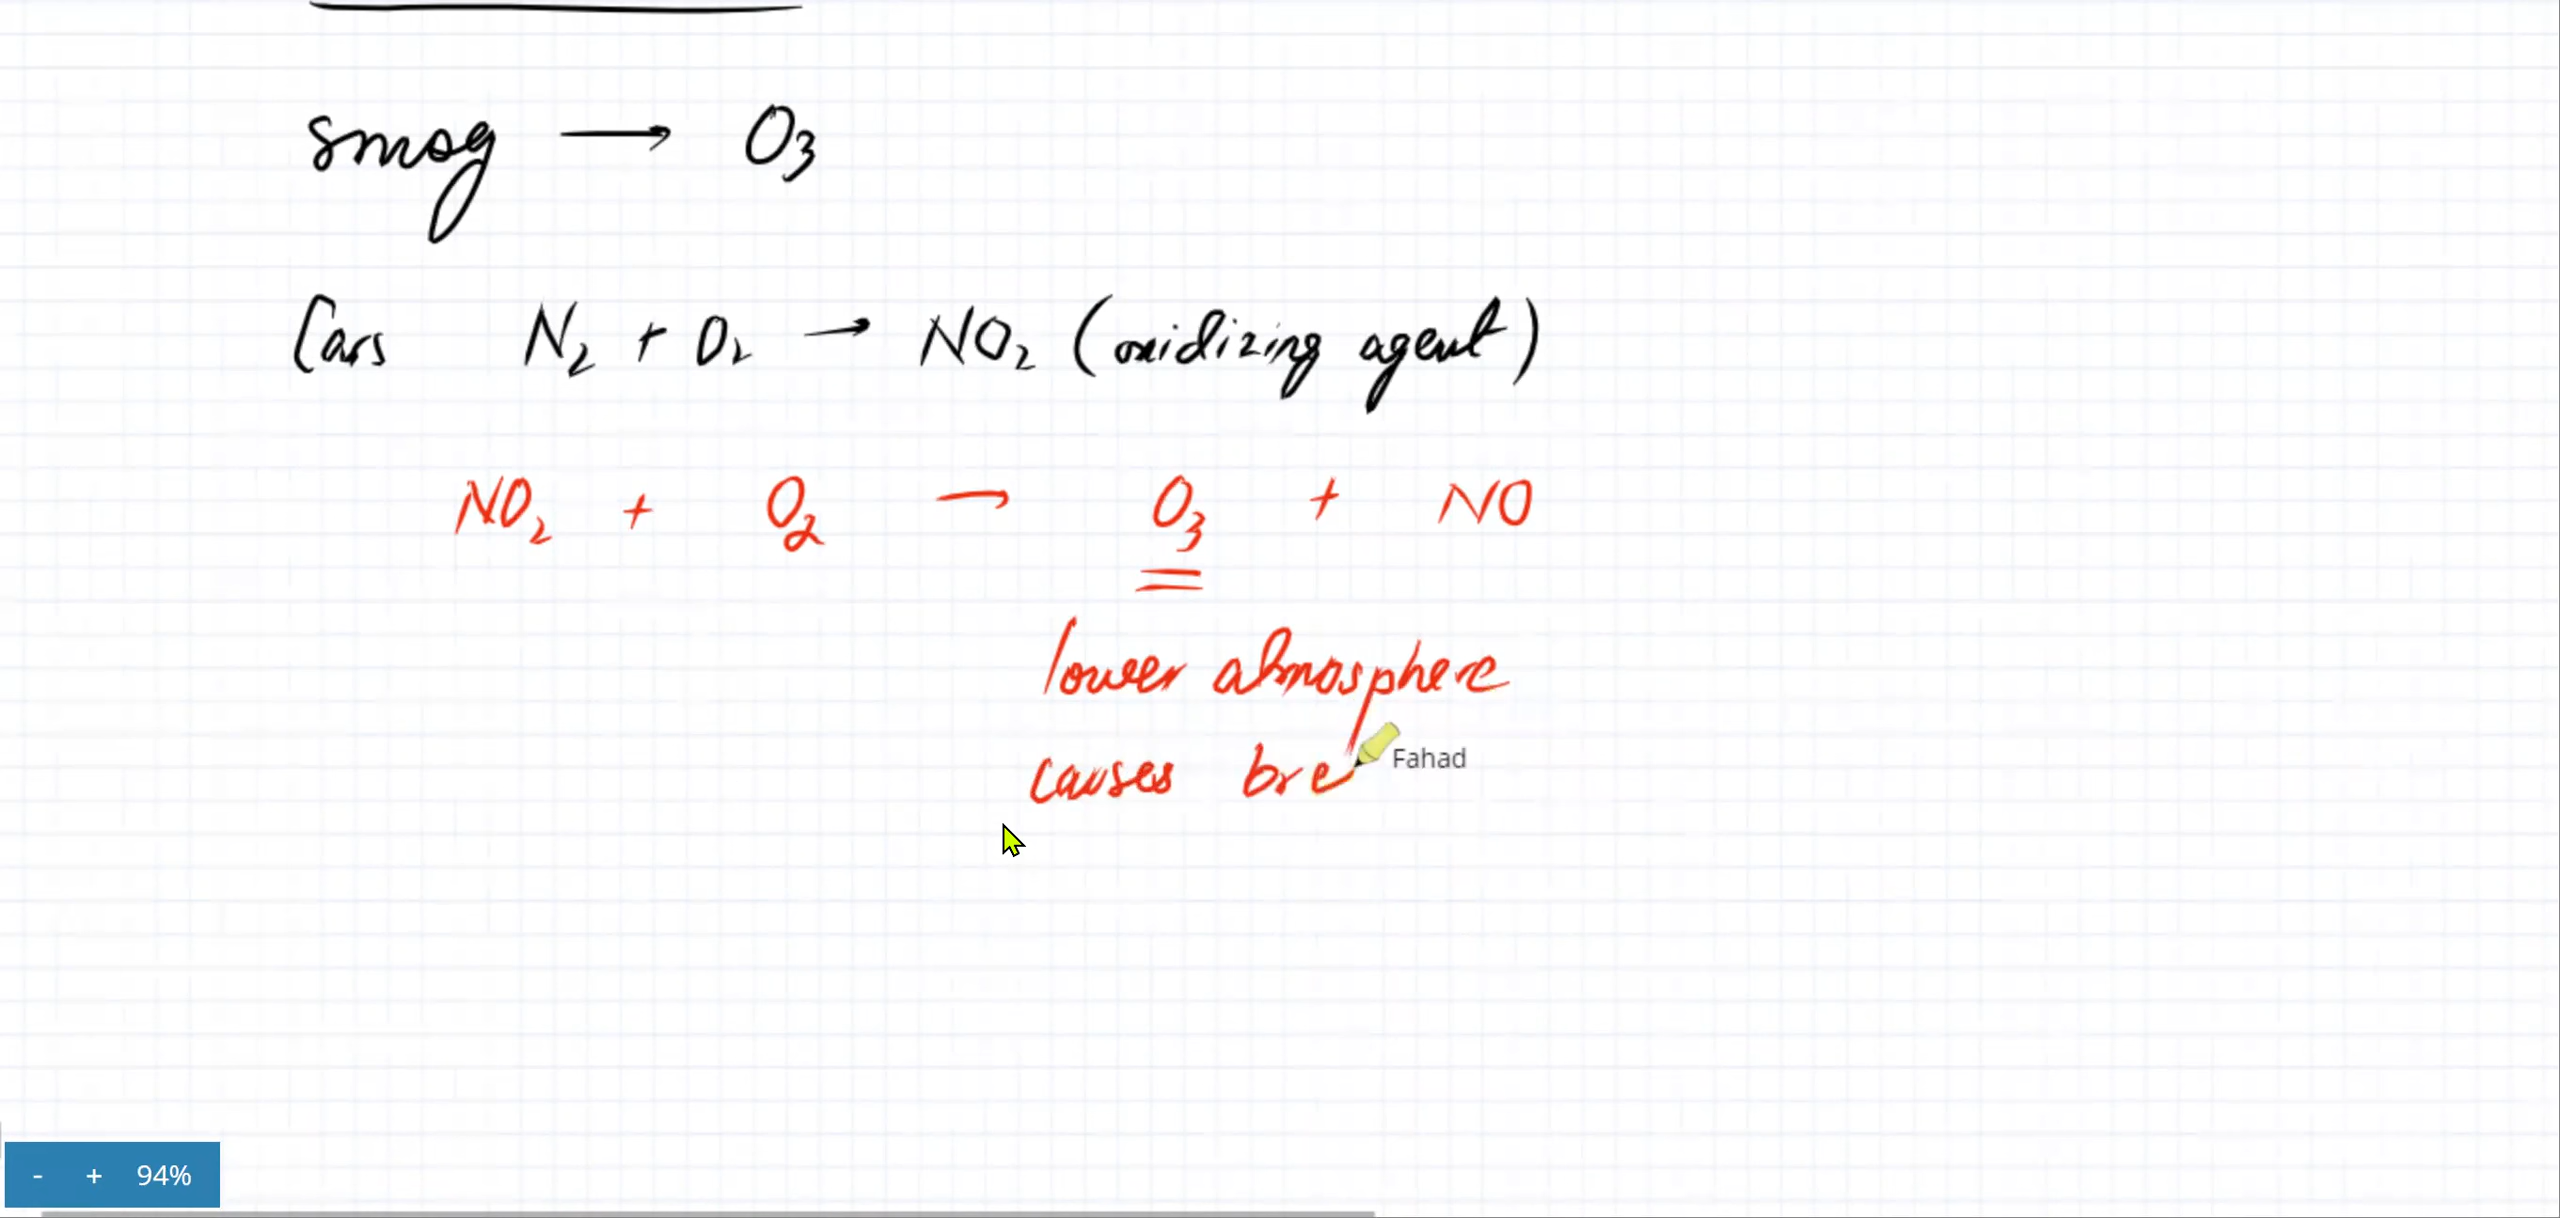 smog → O₃
Cars N₂ + O₂ → NO₂ (oxidizing agent)
NO₂ + O₂ → O₃ + NO
lower atmosphere
causes bre
Fahad
- + 94%